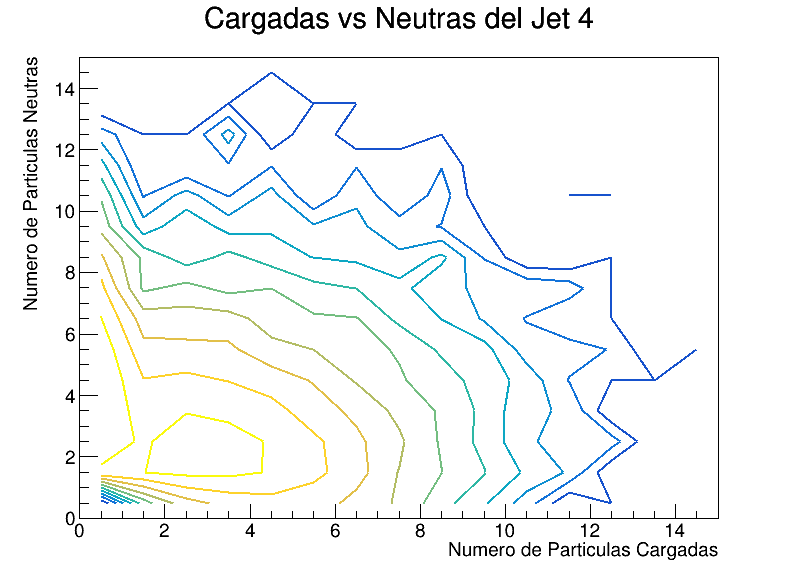 Cargadas vs Neutras del Jet 4
Numero de Particulas Neutras
14
12
10
8
6
4
2
0
0 2 4 6 8 10 12 14
Numero de Particulas Cargadas